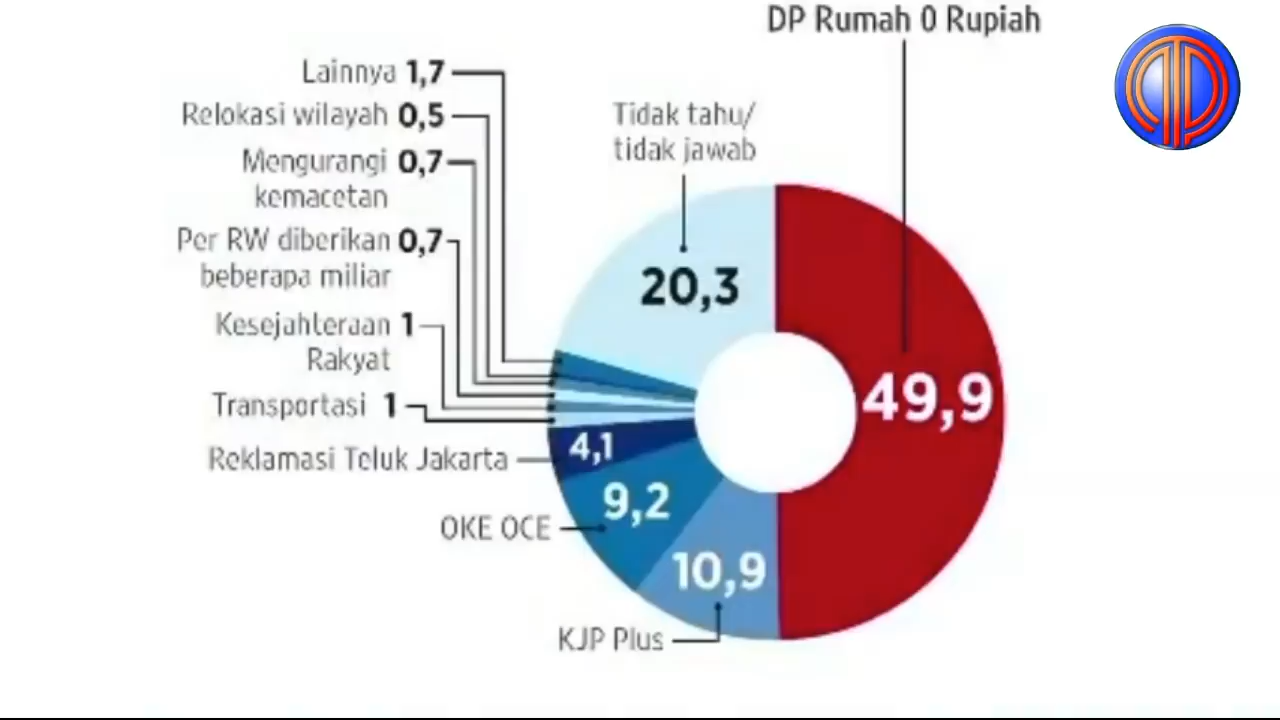 DP Rumah 0 Rupiah
Lainnya 1,7
Relokasi wilayah 0,5
Mengurangi 0,7
kemacetan
Per RW diberikan 0,7
beberapa miliar
Kesejahteraan 1
Rakyat
Transportasi 1
Reklamasi Teluk Jakarta
4,1
OKE OCE
9,2
KJP Plus
10,9
Tidak tahu/
tidak jawab
20,3
49,9